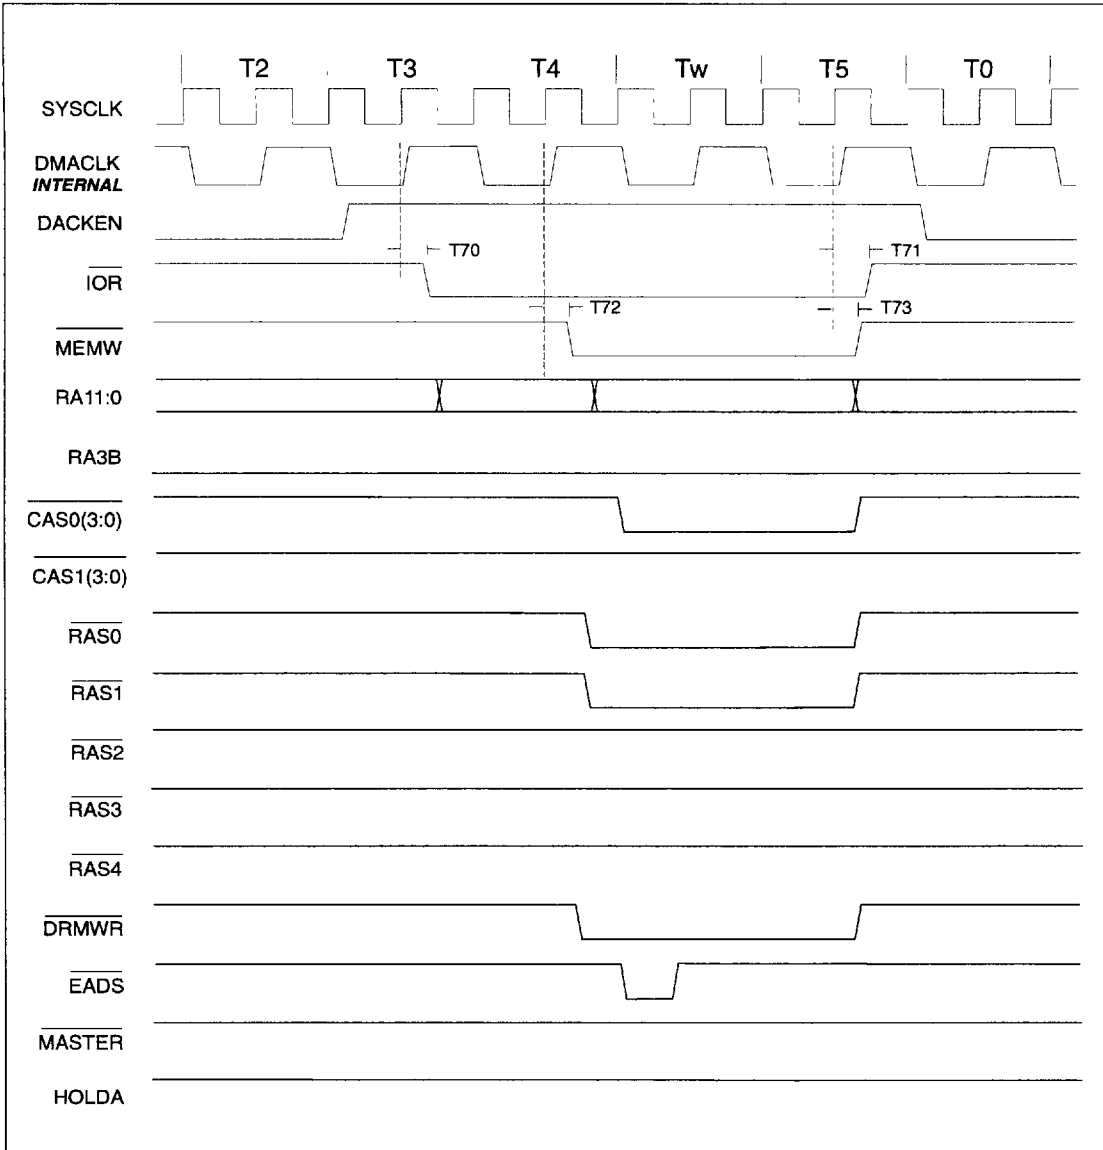 T2 T3 T4 Tw T5 T0
SYSCLK
DMACLK
INTERNAL
DACKEN
T70 T71
IOR
T72 T73
MEMW
RA11:0
RA3B
CAS0(3:0)
CAS1(3:0)
RAS0
RAS1
RAS2
RAS3
RAS4
DRMWR
EADS
MASTER
HOLDA